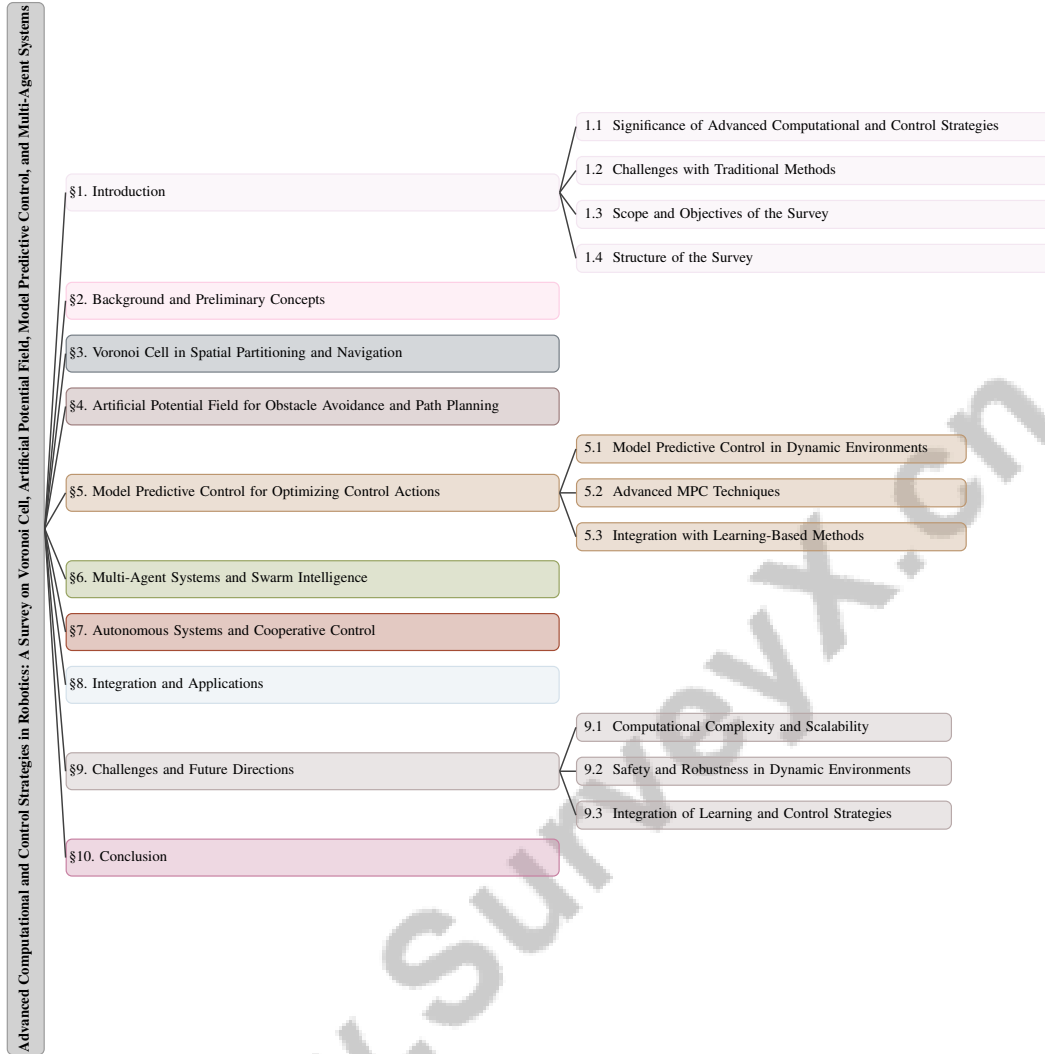 Advanced Computational and Control Strategies in Robotics: A Survey on Voronoi Cell, Artificial Potential Field, Model Predictive Control, and Multi-Agent Systems
§1. Introduction
1.1 Significance of Advanced Computational and Control Strategies
1.2 Challenges with Traditional Methods
1.3 Scope and Objectives of the Survey
1.4 Structure of the Survey
§2. Background and Preliminary Concepts
§3. Voronoi Cell in Spatial Partitioning and Navigation
§4. Artificial Potential Field for Obstacle Avoidance and Path Planning
§5. Model Predictive Control for Optimizing Control Actions
5.1 Model Predictive Control in Dynamic Environments
5.2 Advanced MPC Techniques
5.3 Integration with Learning-Based Methods
§6. Multi-Agent Systems and Swarm Intelligence
§7. Autonomous Systems and Cooperative Control
§8. Integration and Applications
§9. Challenges and Future Directions
9.1 Computational Complexity and Scalability
9.2 Safety and Robustness in Dynamic Environments
9.3 Integration of Learning and Control Strategies
§10. Conclusion
.SurveyX.cn